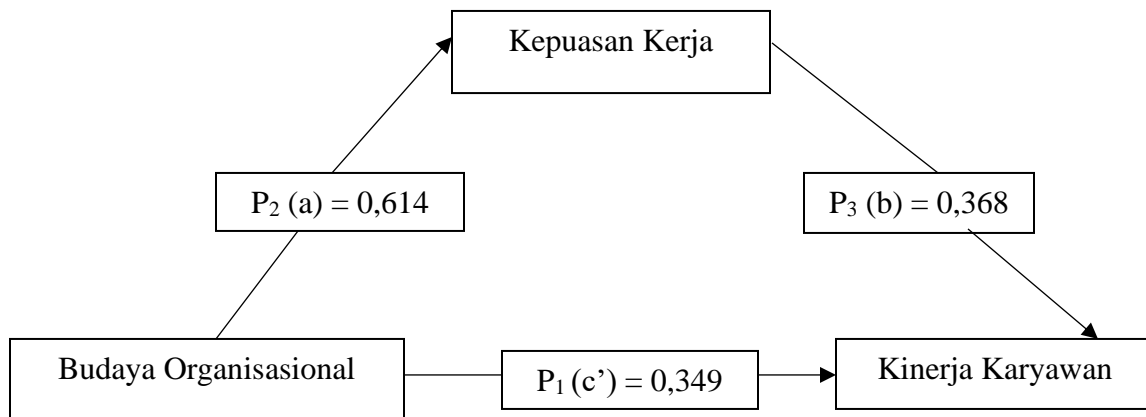 Kepuasan Kerja
P₂ (a) = 0,614
P₃ (b) = 0,368
Budaya Organisasional
P₁ (c’) = 0,349
Kinerja Karyawan